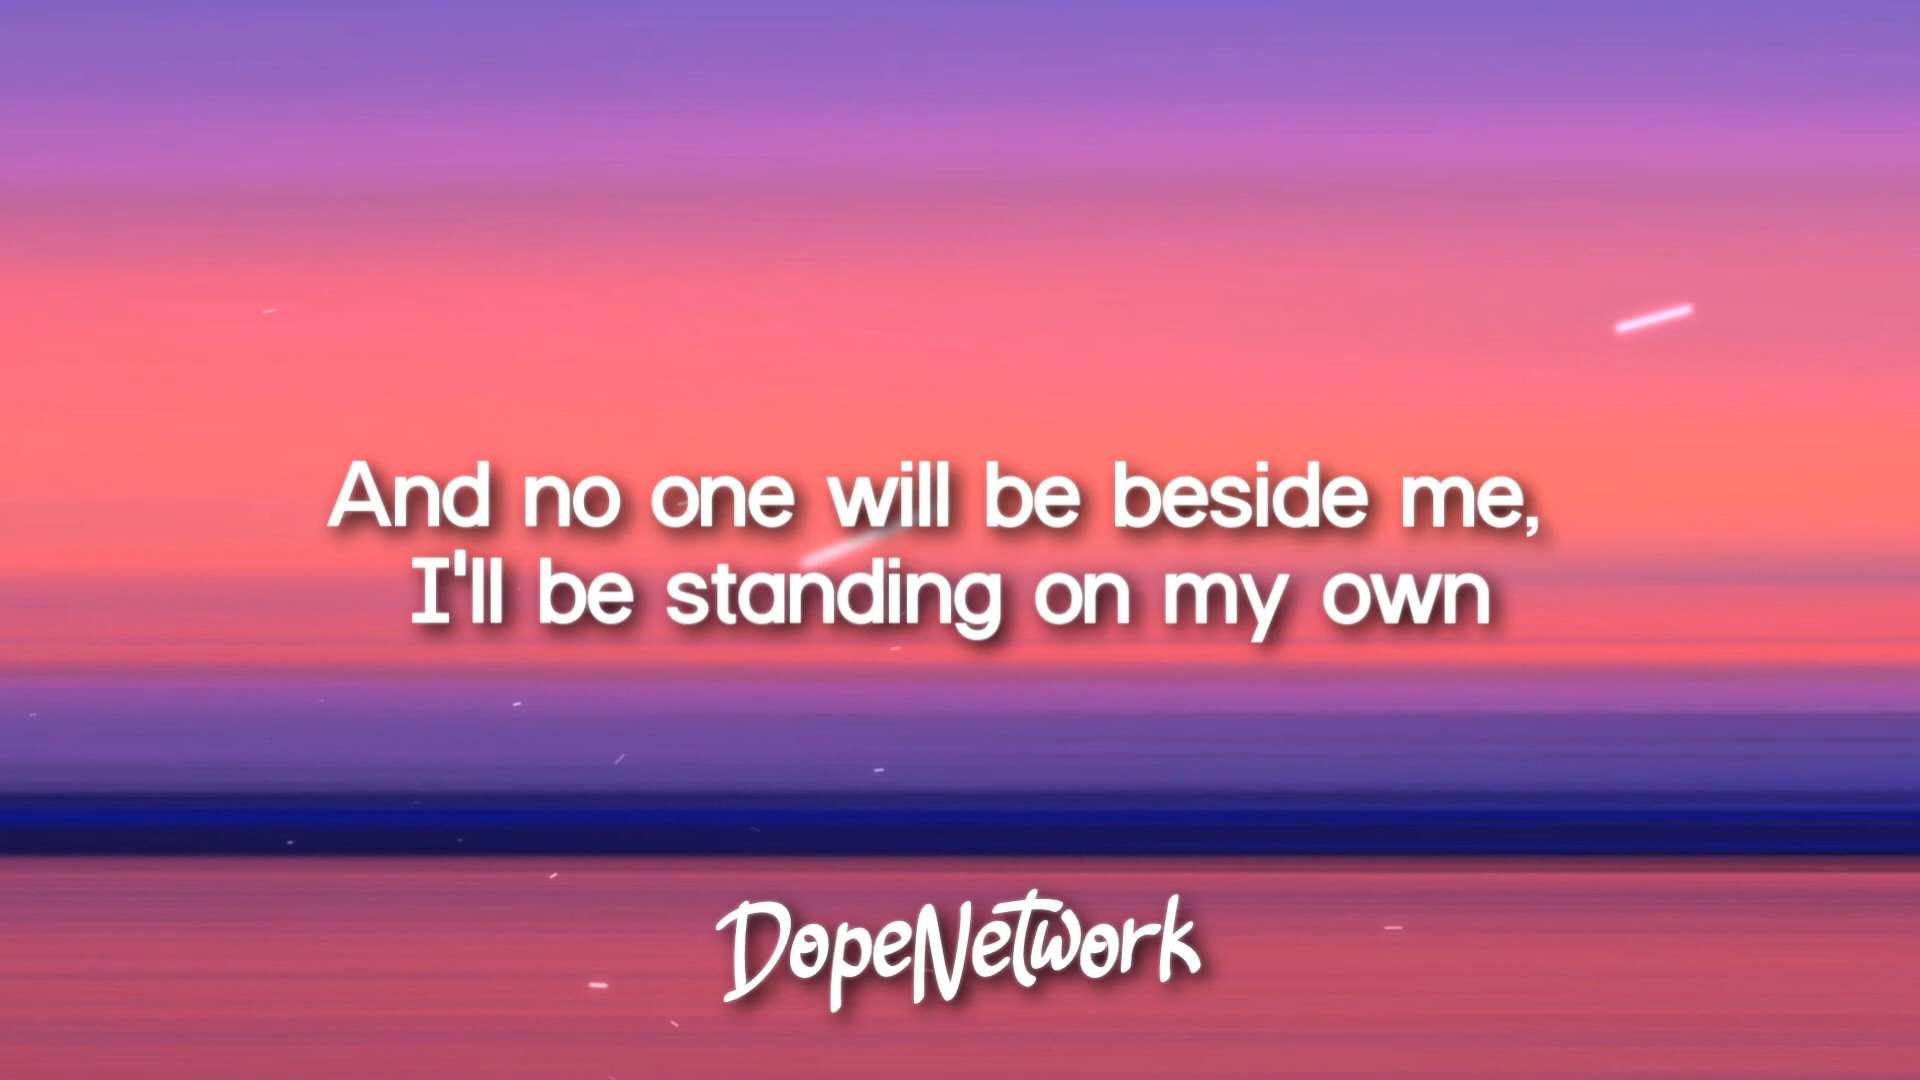 And no one will be beside me,
I'll be standing on my own
DopeNetwork